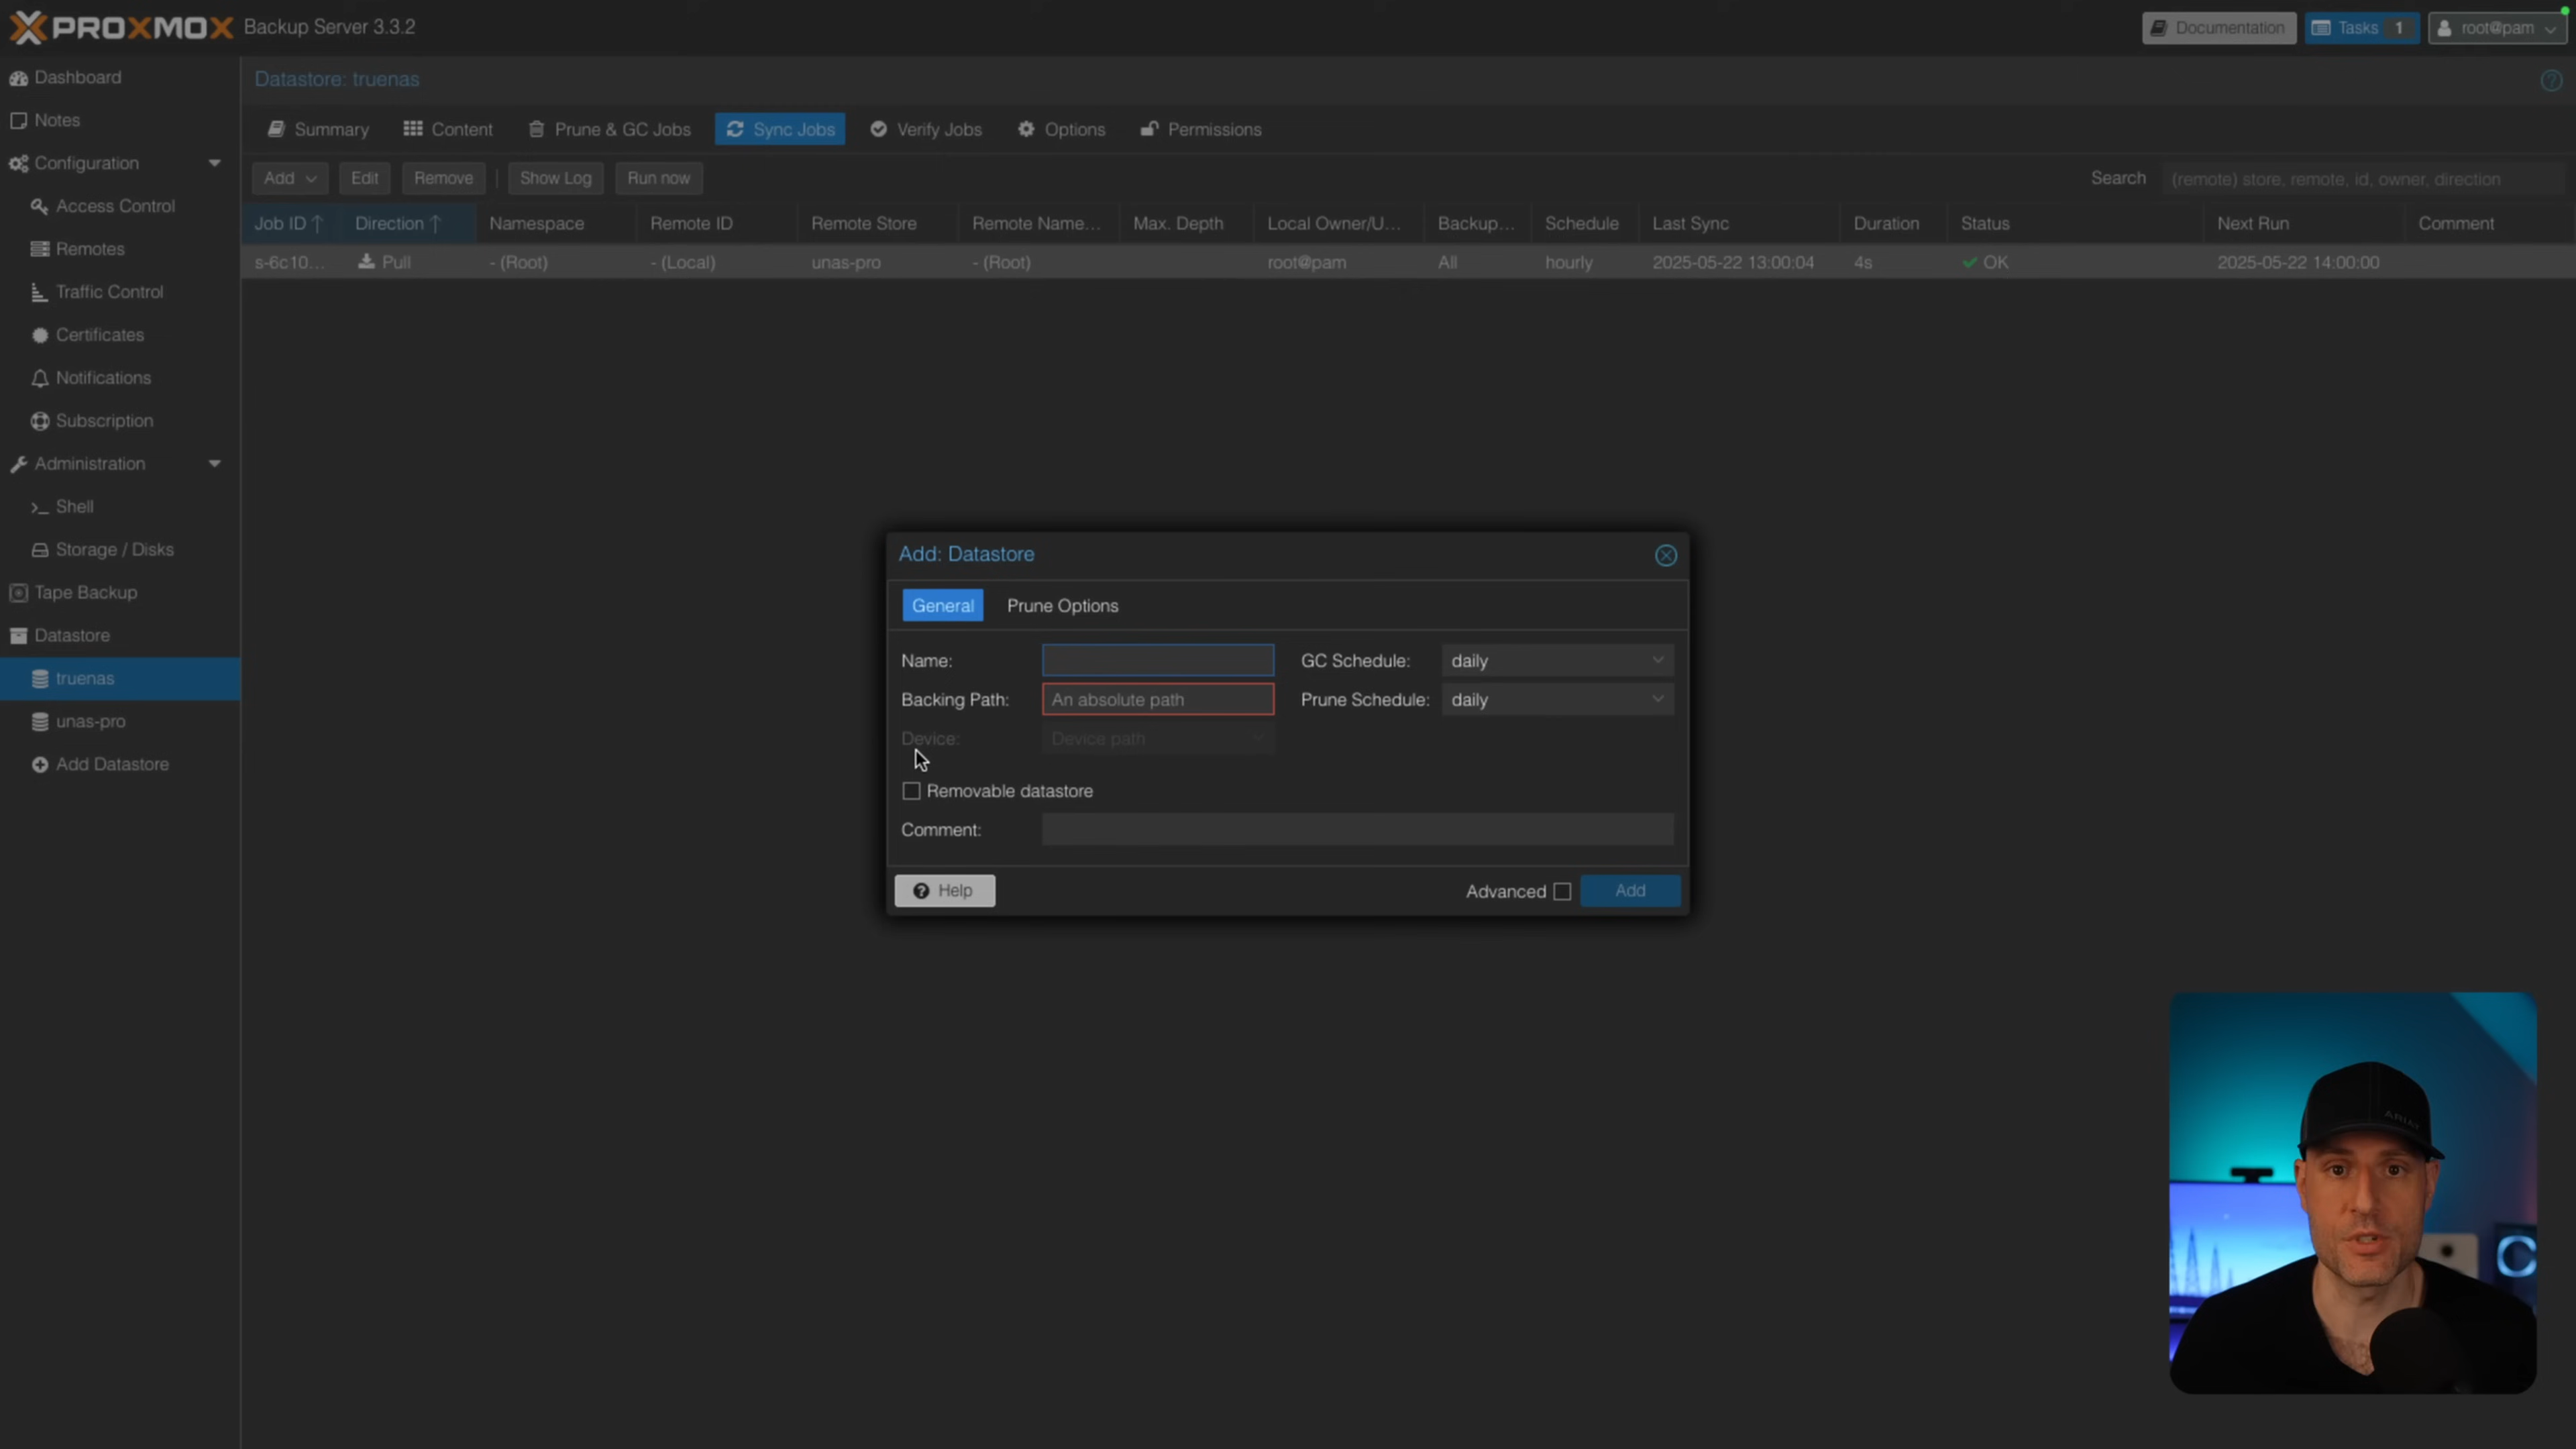 PROXMOX Backup Server 3.3.2
Documentation
Tasks 1
root@pam
Dashboard
Notes
Configuration
Access Control
Remotes
Traffic Control
Certificates
Notifications
Subscription
Administration
Shell
Storage / Disks
Tape Backup
Datastore
truenas
unas-pro
Add Datastore
Datastore: truenas
Summary Content Prune & GC Jobs Sync Jobs Verify Jobs Options Permissions
Add Edit Remove Show Log Run now Search (remote) store, remote, id, owner, direction
Job ID Direction Namespace Remote ID Remote Store Remote Name... Max. Depth Local Owner/U... Backup... Schedule Last Sync Duration Status Next Run Comment
s-6c10... Pull - (Root) - (Local) unas-pro - (Root) root@pam All hourly 2025-05-22 13:00:04 4s OK 2025-05-22 14:00:00
Add: Datastore
General Prune Options
Name: GC Schedule: daily
Backing Path: An absolute path Prune Schedule: daily
Device: Device path
Removable datastore
Comment:
Help Advanced Add
ARIAT